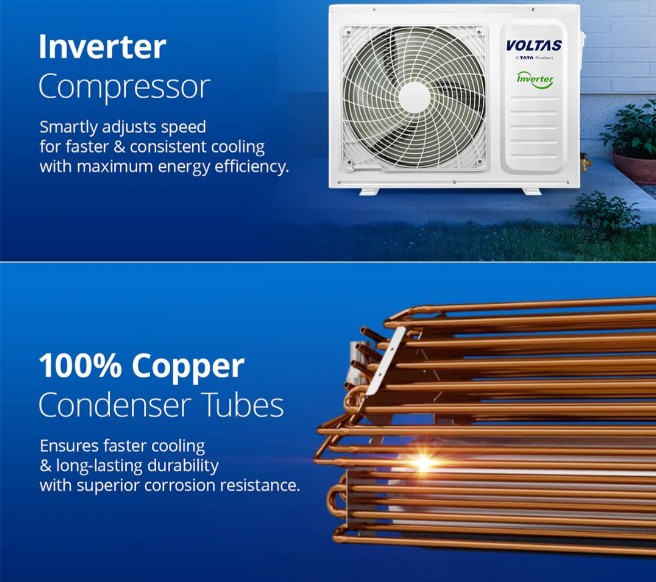 Inverter
Compressor
Smartly adjusts speed
for faster & consistent cooling
with maximum energy efficiency.
VOLTAS
A TATA Product
Inverter
100% Copper
Condenser Tubes
Ensures faster cooling
& long-lasting durability
with superior corrosion resistance.